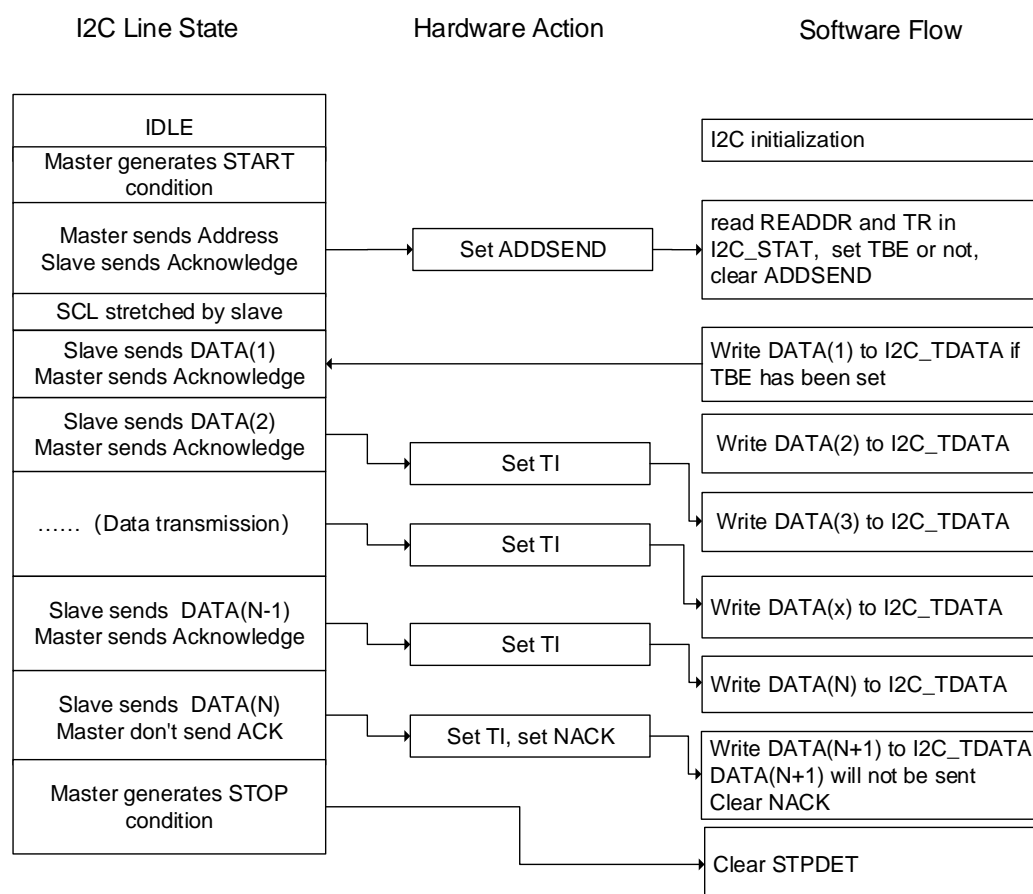 I2C Line State
Hardware Action
Software Flow
IDLE
I2C initialization
Master generates START
condition
Master sends Address
Slave sends Acknowledge
Set ADDSEND
read READDR and TR in
I2C_STAT, set TBE or not,
clear ADDSEND
SCL stretched by slave
Slave sends DATA(1)
Master sends Acknowledge
Write DATA(1) to I2C_TDATA if
TBE has been set
Slave sends DATA(2)
Master sends Acknowledge
Set TI
Write DATA(2) to I2C_TDATA
Write DATA(3) to I2C_TDATA
...... (Data transmission)
Set TI
Write DATA(x) to I2C_TDATA
Slave sends DATA(N-1)
Master sends Acknowledge
Set TI
Write DATA(N) to I2C_TDATA
Slave sends DATA(N)
Master don't send ACK
Set TI, set NACK
Write DATA(N+1) to I2C_TDATA
DATA(N+1) will not be sent
Clear NACK
Master generates STOP
condition
Clear STPDET